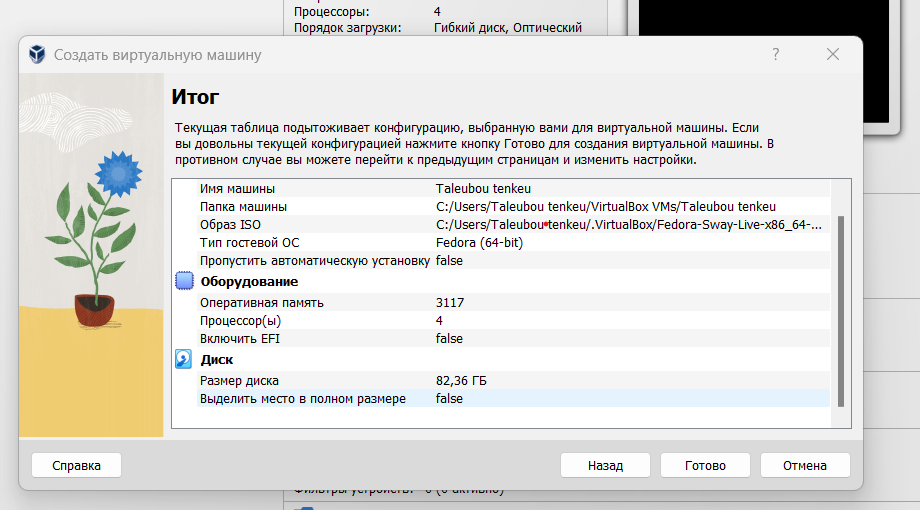 Процессоры: 4
Порядок загрузки: Гибкий диск, Оптический
Создать виртуальную машину
?
Итог
Текущая таблица подытоживает конфигурацию, выбранную вами для виртуальной машины. Если
вы довольны текущей конфигурацией нажмите кнопку Готово для создания виртуальной машины. В
противном случае вы можете перейти к предыдущим страницам и изменить настройки.
Имя машины Taleubou tenkeu
Папка машины C:/Users/Taleubou tenkeu/VirtualBox VMs/Taleubou tenkeu
Образ ISO C:/Users/Taleubou tenkeu/.VirtualBox/Fedora-Sway-Live-x86_64-...
Тип гостевой ОС Fedora (64-bit)
Пропустить автоматическую установку false
Оборудование
Оперативная память 3117
Процессор(ы) 4
Включить EFI false
Диск
Размер диска 82,36 ГБ
Выделить место в полном размере false
Справка Назад Готово Отмена